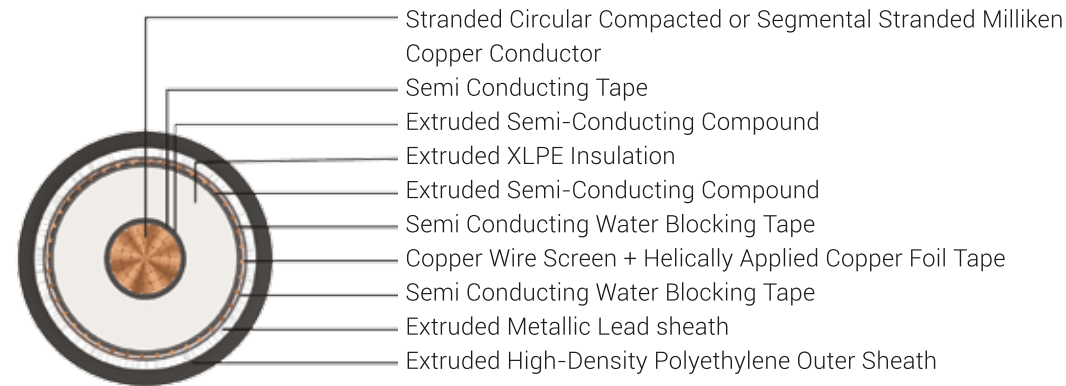 Stranded Circular Compacted or Segmental Stranded Milliken
Copper Conductor
Semi Conducting Tape
Extruded Semi-Conducting Compound
Extruded XLPE Insulation
Extruded Semi-Conducting Compound
Semi Conducting Water Blocking Tape
Copper Wire Screen + Helically Applied Copper Foil Tape
Semi Conducting Water Blocking Tape
Extruded Metallic Lead sheath
Extruded High-Density Polyethylene Outer Sheath